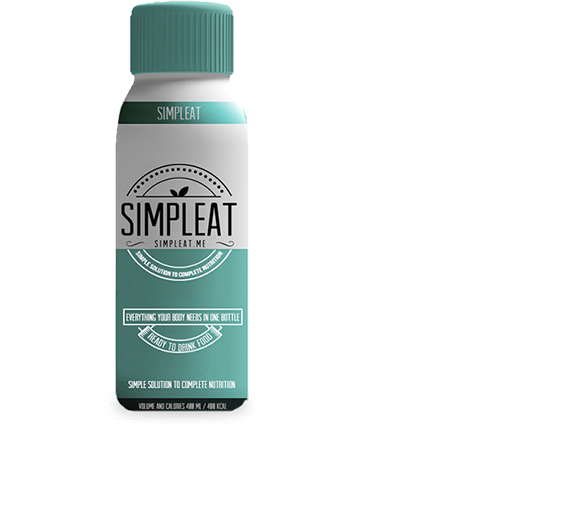 SIMPLEAT
SIMPLEAT
SIMPLEAT.ME
SIMPLE SOLUTION TO COMPLETE NUTRITION
EVERYTHING YOUR BODY NEEDS IN ONE BOTTLE
READY TO DRINK FOOD
SIMPLE SOLUTION TO COMPLETE NUTRITION
VOLUME AND CALORIES 400 ML / 400 KCAL